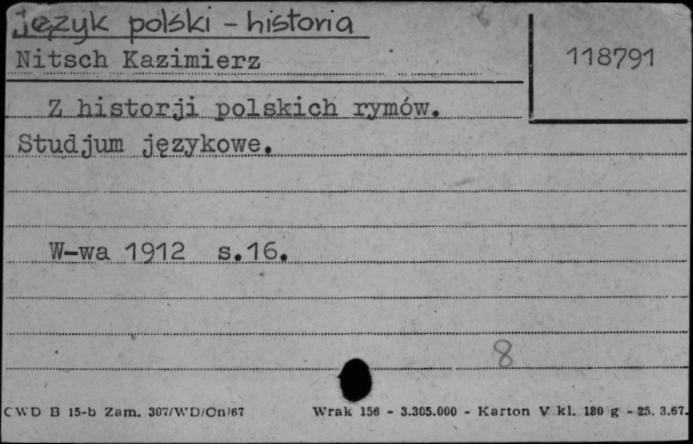 język polski - historia
Nitsch Kazimierz
118791
Z historji polskich rymów.
Studjum językowe.
W-wa 1912 s.16.
8
CWD B 15-b Zam. 307/WD/On/67 Wrak 156 - 3.305.000 - Karton V kl. 180 g - 25. 3.67.